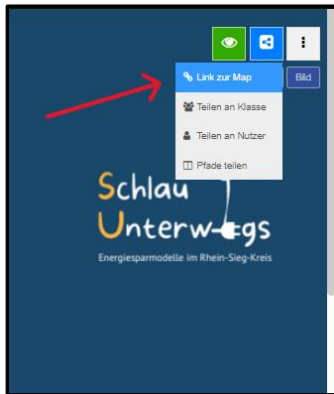 Link zur Map
Bild
Teilen an Klasse
Teilen an Nutzer
Pfade teilen
Schlau
Unterwegs
Energiesparmodelle im Rhein-Sieg-Kreis